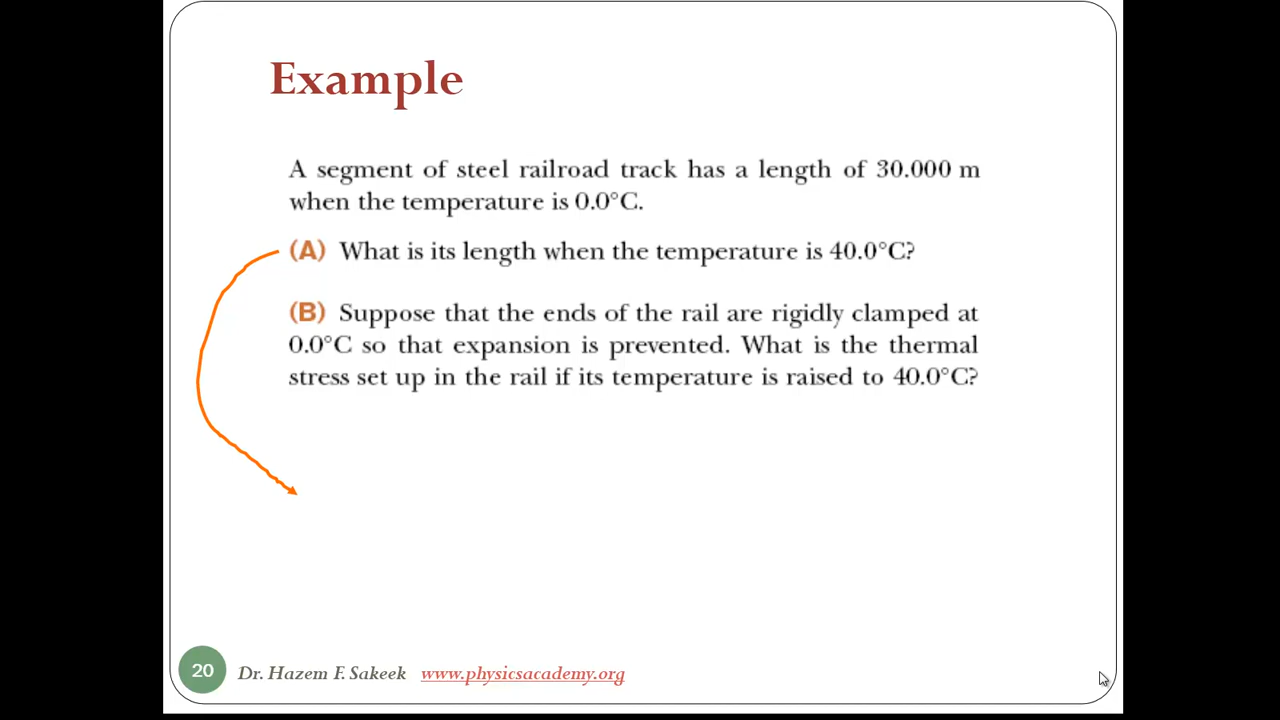 Example
A segment of steel railroad track has a length of 30.000 m
when the temperature is 0.0°C.
(A) What is its length when the temperature is 40.0°C?
(B) Suppose that the ends of the rail are rigidly clamped at
0.0°C so that expansion is prevented. What is the thermal
stress set up in the rail if its temperature is raised to 40.0°C?
20 Dr. Hazem F. Sakeek www.physicsacademy.org